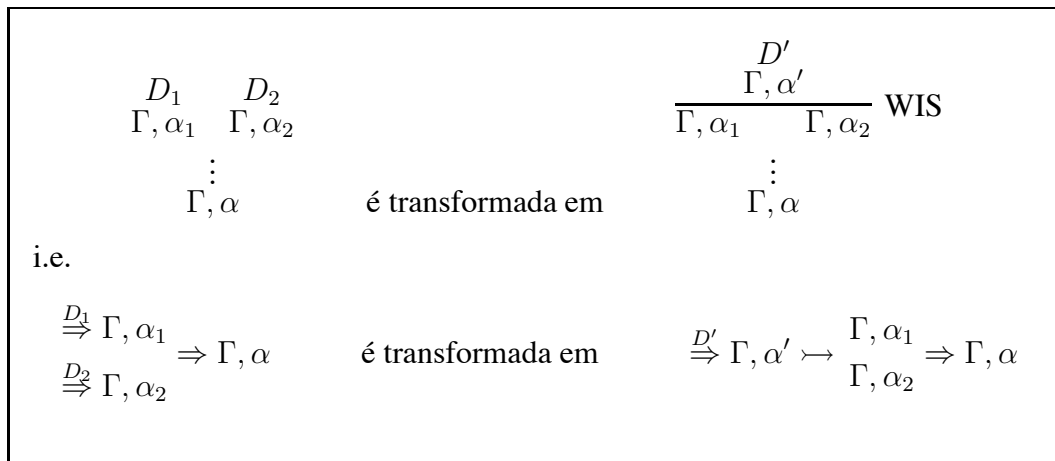 D′
D₁ D₂ Γ, α′
Γ, α₁ Γ, α₂ Γ, α₁ Γ, α₂ WIS
⋮ ⋮
Γ, α é transformada em Γ, α
i.e.
D₁⇒ Γ, α₁ Γ, α₁
⇒ Γ, α é transformada em D′⇒ Γ, α′ ↣ ⇒ Γ, α
D₂⇒ Γ, α₂ Γ, α₂